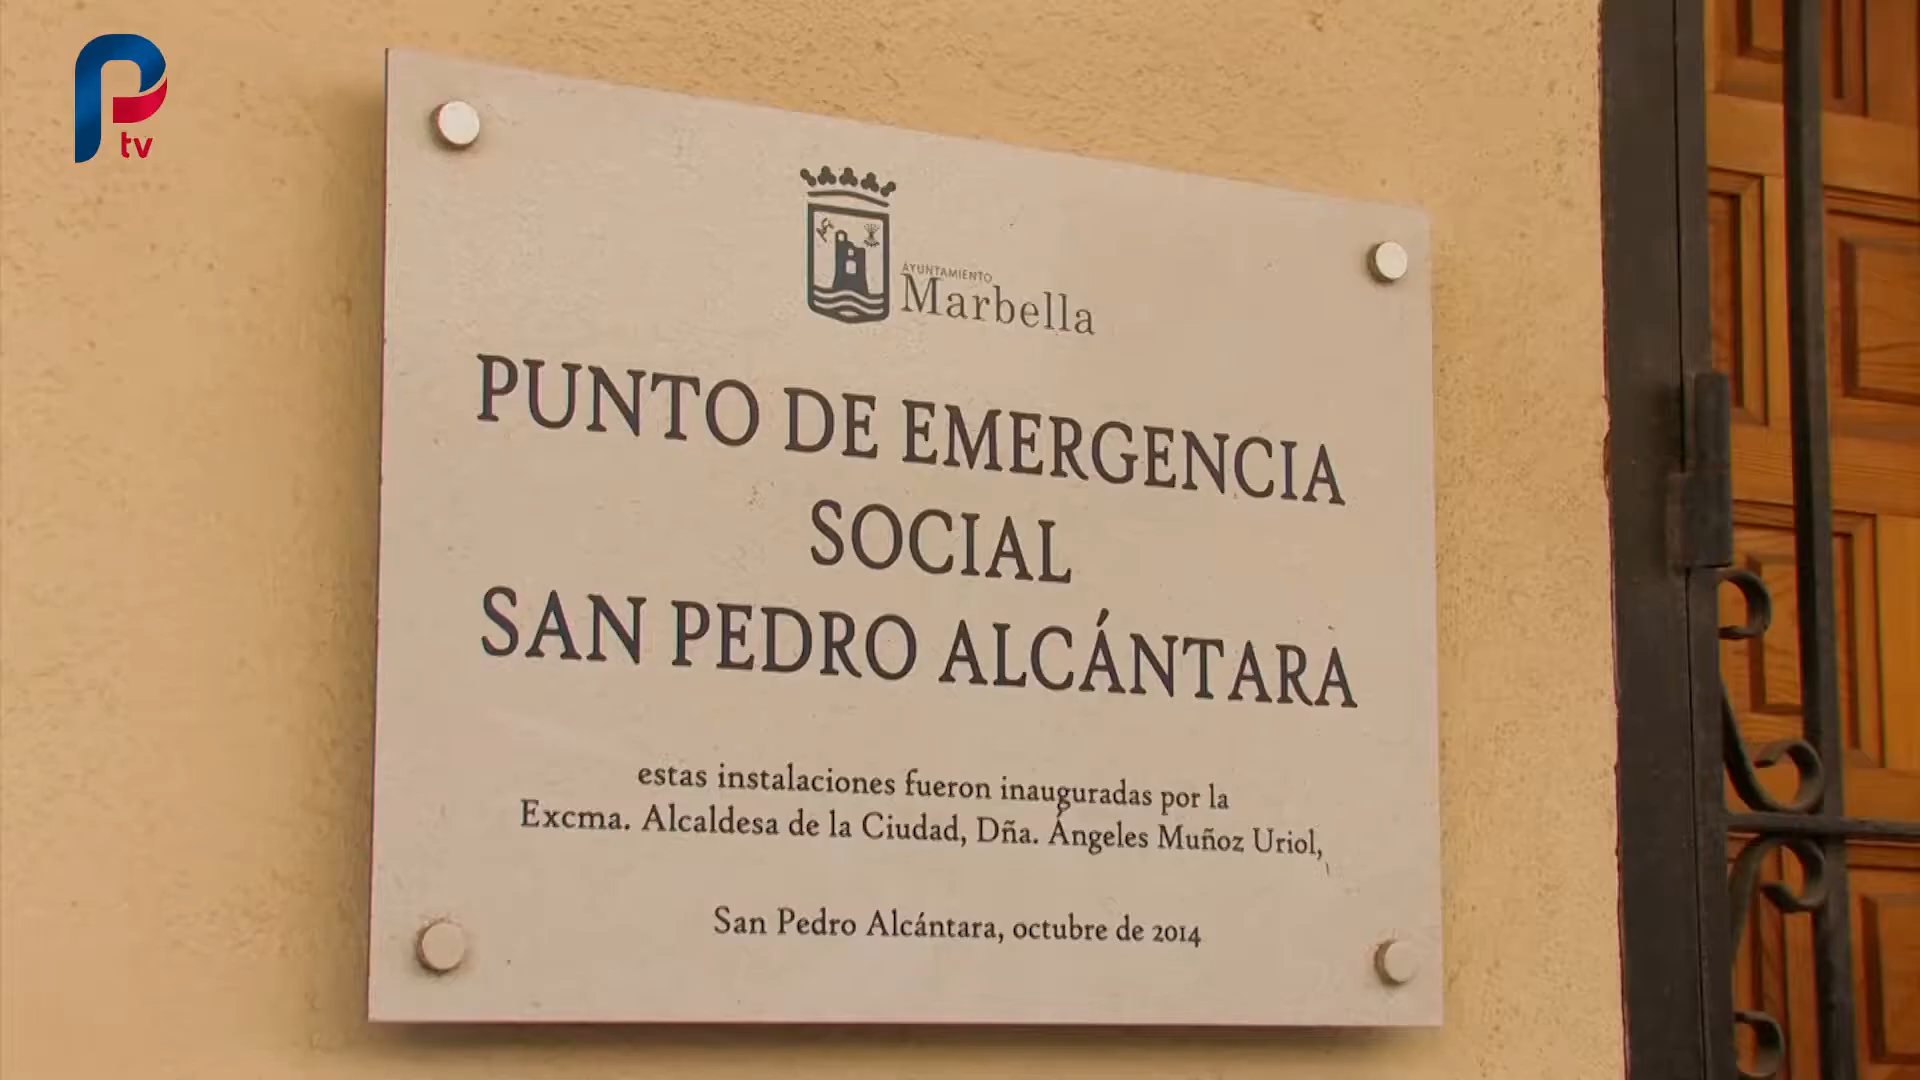 P tv
AYUNTAMIENTO
Marbella
PUNTO DE EMERGENCIA
SOCIAL
SAN PEDRO ALCÁNTARA
estas instalaciones fueron inauguradas por la
Excma. Alcaldesa de la Ciudad, Dña. Ángeles Muñoz Uriol,
San Pedro Alcántara, octubre de 2014